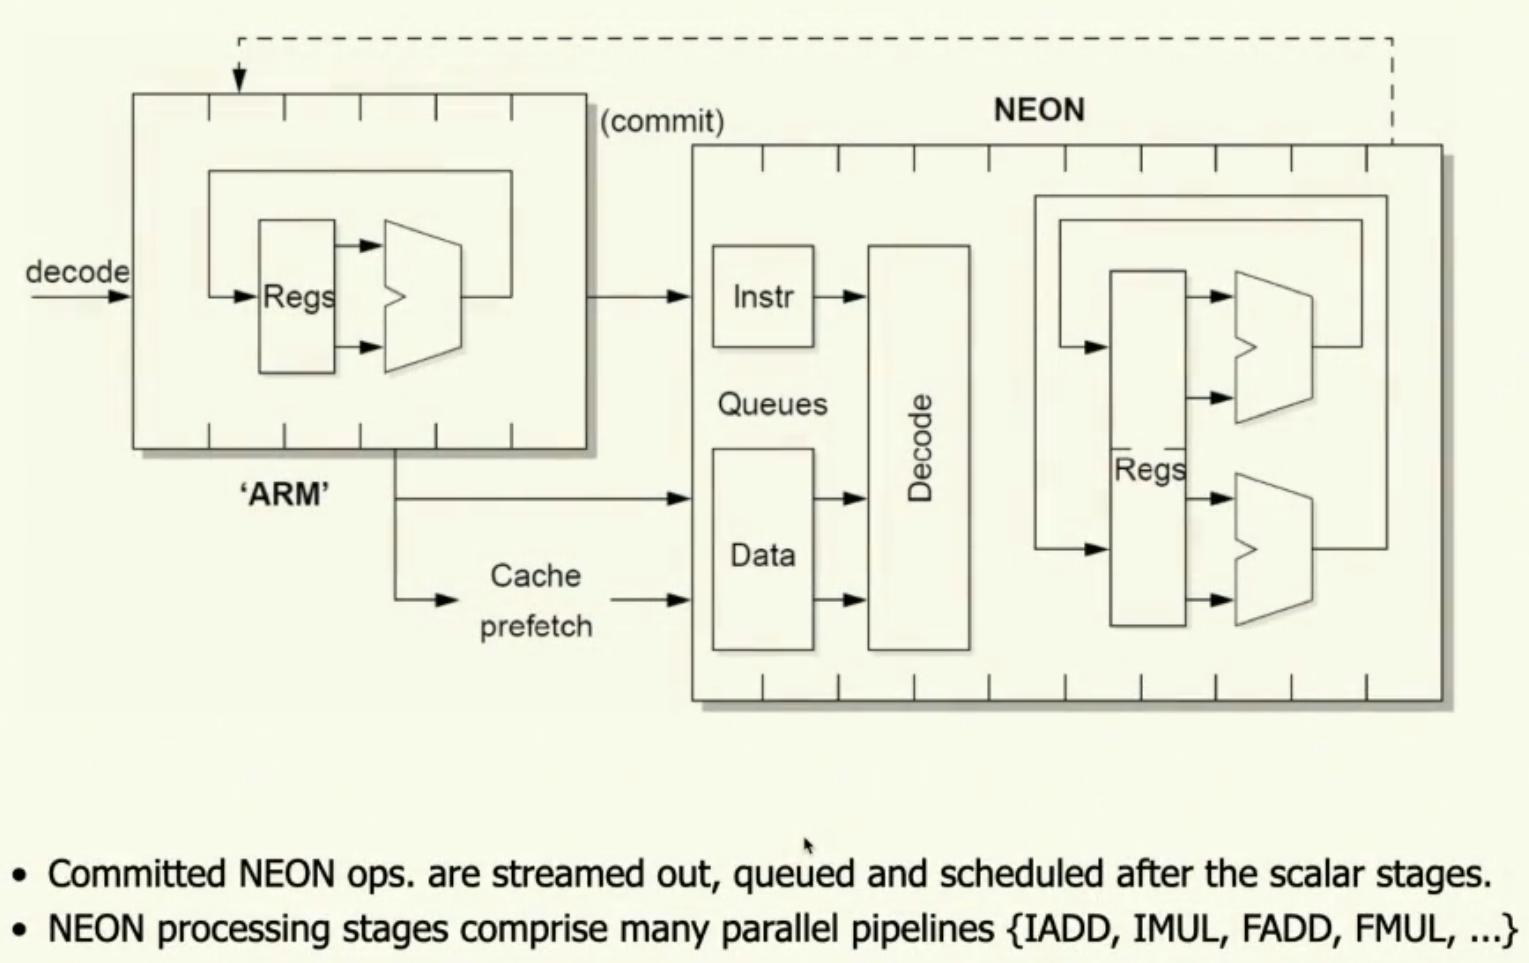 (commit)
NEON
decode
Regs
Instr
Queues
Decode
Regs
Data
'ARM'
Cache
prefetch
• Committed NEON ops. are streamed out, queued and scheduled after the scalar stages.
• NEON processing stages comprise many parallel pipelines {IADD, IMUL, FADD, FMUL, ...}